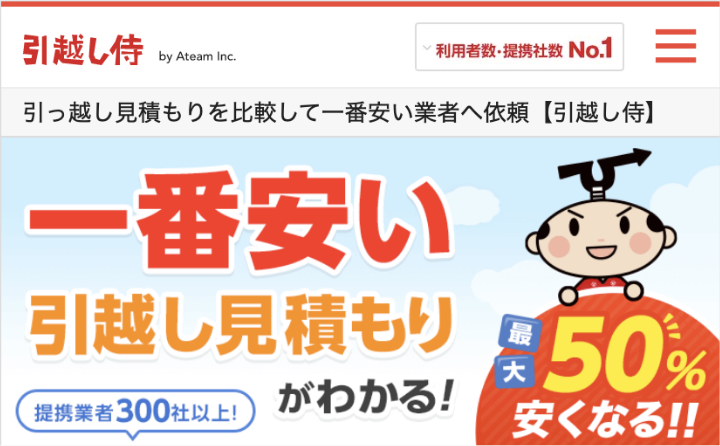 引越し侍 by Ateam Inc.
利用者数・提携社数 No.1
引っ越し見積もりを比較して一番安い業者へ依頼【引越し侍】
一番安い
引越し見積もり
がわかる!
提携業者300社以上!
最大50%
安くなる!!